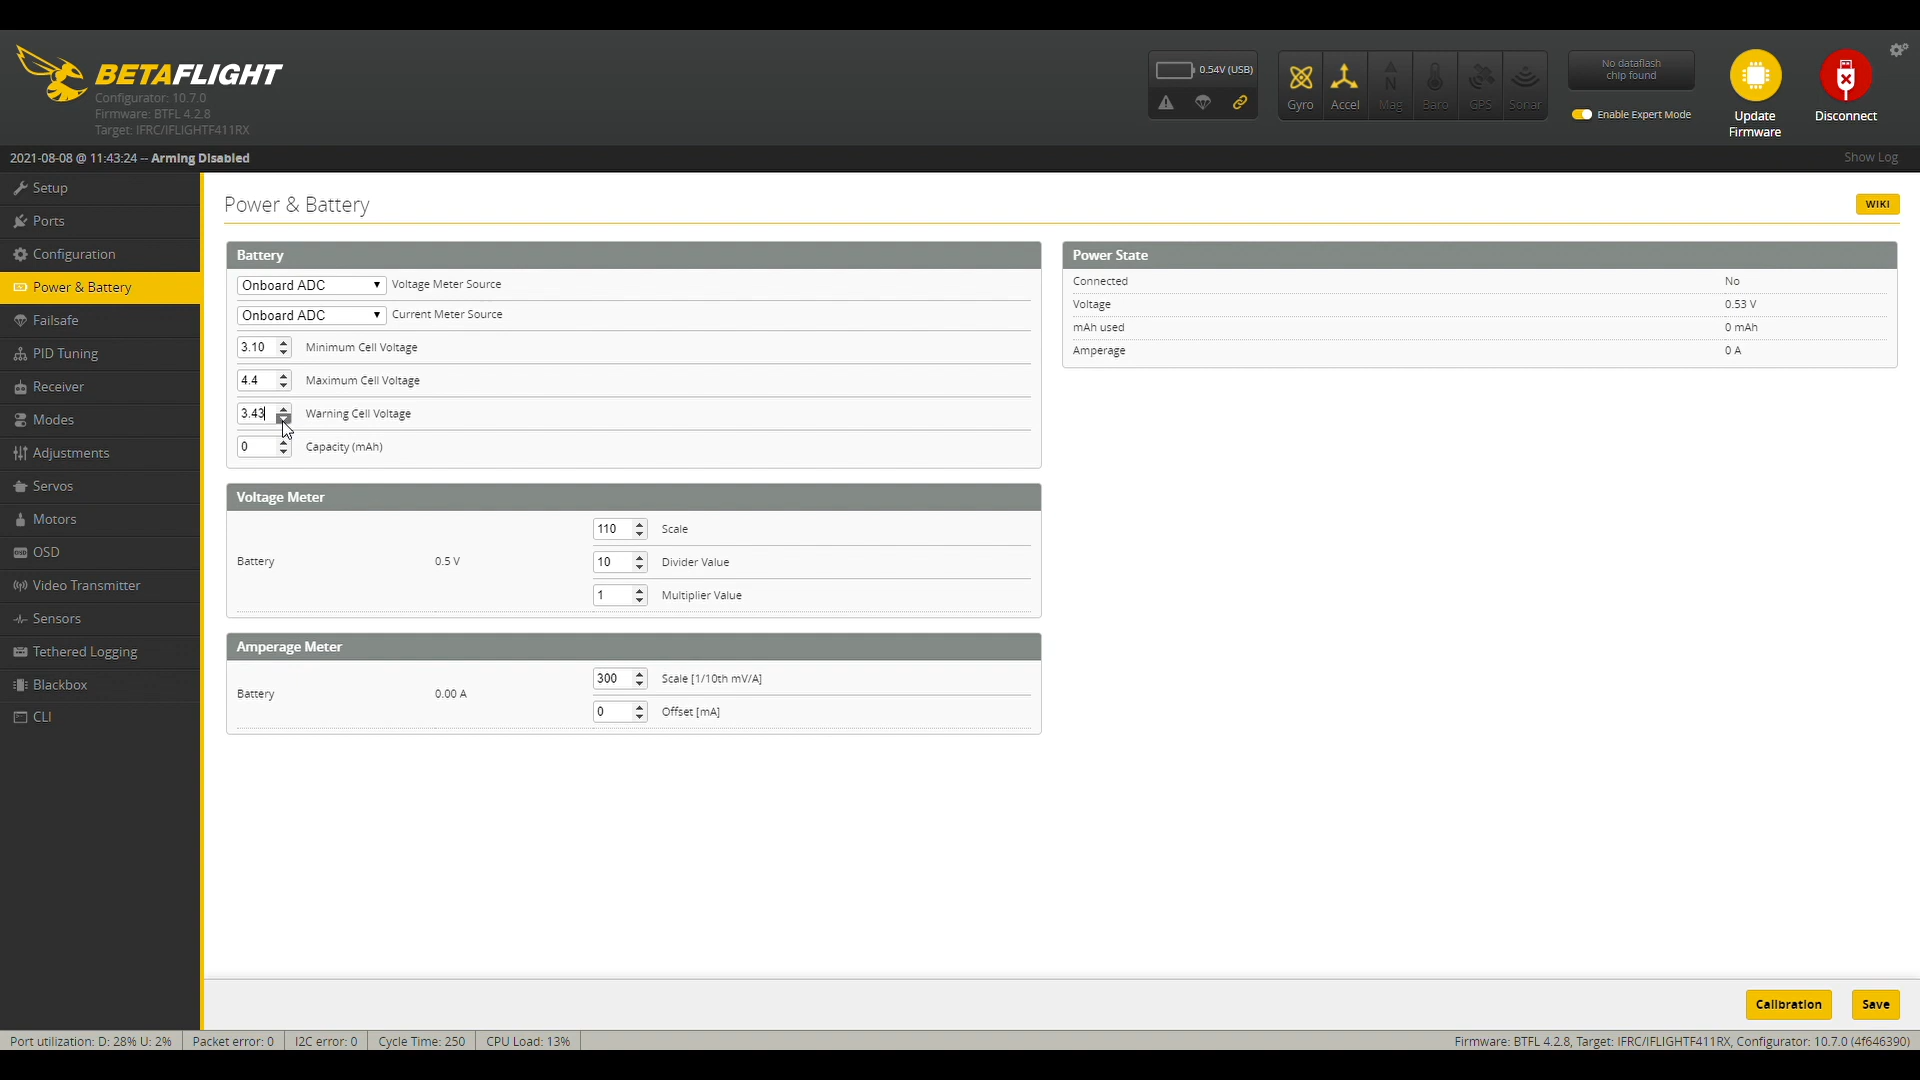 BETAFLIGHT
Configurator: 10.7.0
Firmware: BTFL 4.2.8
Target: IFRC/IFLIGHTF411RX
0.54V (USB)
Gyro
Accel
Mag
Baro
GPS
Sonar
No dataflash
chip found
Enable Expert Mode
Update
Firmware
Disconnect
2021-08-08 @ 11:43:24 -- Arming Disabled
Show Log
Setup
Ports
Configuration
Power & Battery
Failsafe
PID Tuning
Receiver
Modes
Adjustments
Servos
Motors
OSD
Video Transmitter
Sensors
Tethered Logging
Blackbox
CLI
Power & Battery
WIKI
Battery
Onboard ADC Voltage Meter Source
Onboard ADC Current Meter Source
3.10 Minimum Cell Voltage
4.4 Maximum Cell Voltage
3.43 Warning Cell Voltage
0 Capacity (mAh)
Power State
Connected No
Voltage 0.53 V
mAh used 0 mAh
Amperage 0 A
Voltage Meter
Battery 0.5 V
110 Scale
10 Divider Value
1 Multiplier Value
Amperage Meter
Battery 0.00 A
300 Scale [1/10th mV/A]
0 Offset [mA]
Calibration
Save
Port utilization: D: 28% U: 2%
Packet error: 0
I2C error: 0
Cycle Time: 250
CPU Load: 13%
Firmware: BTFL 4.2.8, Target: IFRC/IFLIGHTF411RX, Configurator: 10.7.0 (4f646390)